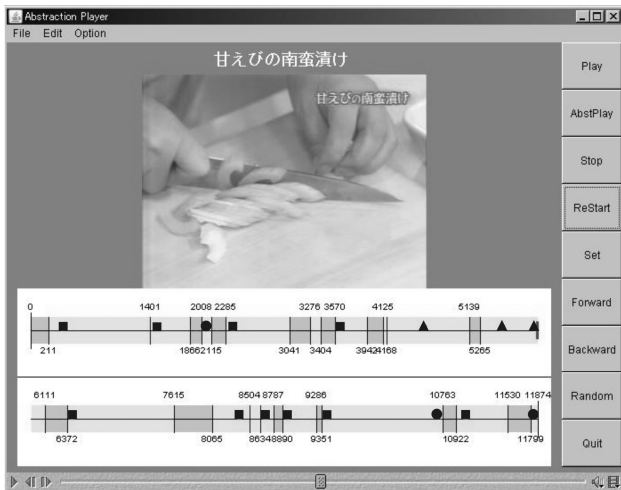 Abstraction Player
File Edit Option
甘えびの南蛮漬け
甘えびの南蛮漬け
Play
AbstPlay
Stop
ReStart
Set
Forward
Backward
Random
Quit
0 1401 2008 2285 3276 3570 4125 5139
211 1866 2115 3041 3404 3942 4168 5265
6111 7615 8504 8787 9286 10763 11530 11874
6372 8065 8634 8890 9351 10922 11799